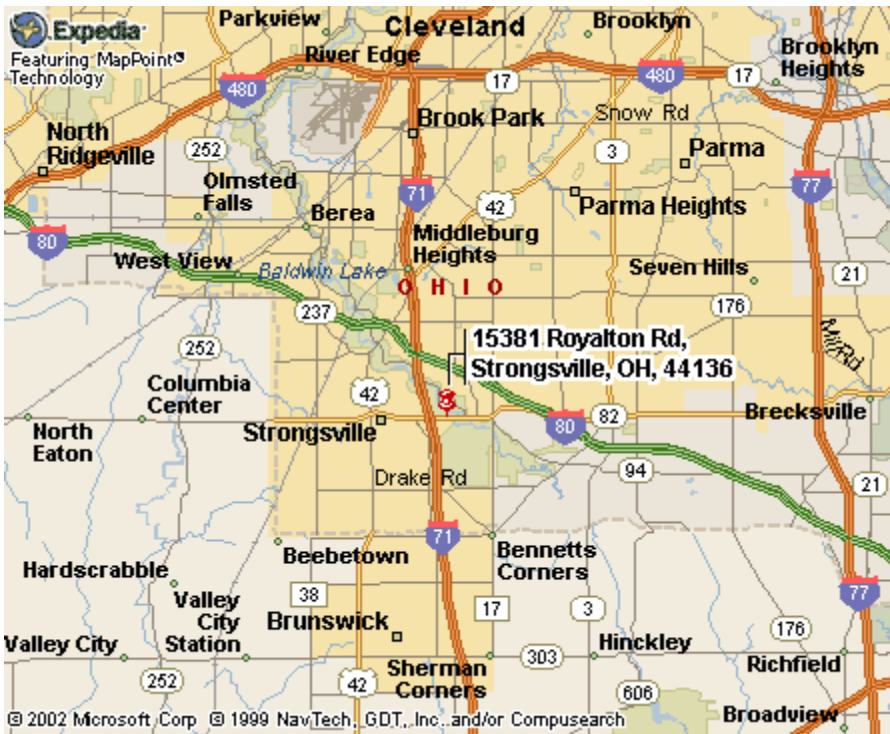 Expedia
Featuring MapPoint®
Technology
Parkview
Cleveland
Brooklyn
River Edge
Brooklyn
Heights
17
480
480
17
North
Ridgeville
252
Brook Park
Snow Rd
3
Parma
71
77
Olmsted
Falls
42
Parma Heights
Berea
80
Middleburg
Heights
West View
Baldwin Lake
Seven Hills
21
OHIO
176
237
Mill Rd
15381 Royalton Rd,
Strongsville, OH, 44136
252
Columbia
Center
42
82
Brecksville
North
Eaton
Strongsville
80
94
Drake Rd
21
71
Beebetown
Bennetts
Corners
Hardscrabble
38
Valley
City
Station
17
3
77
Brunswick
176
Valley City
Hinckley
303
Richfield
Sherman
Corners
252
42
606
Broadview
© 2002 Microsoft Corp © 1999 NavTech, GDT, Inc. and/or Compusearch